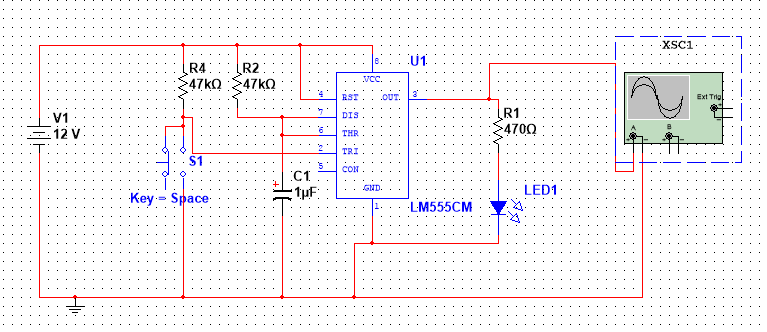 XSC1
Ext Trig
+
-
A
B
+ -
+ -
V1
12 V
R4
47kΩ
R2
47kΩ
U1
8
VCC
4
RST
OUT
3
7
DIS
6
THR
2
TRI
5
CON
GND
1
LM555CM
R1
470Ω
S1
Key = Space
+
C1
1µF
LED1